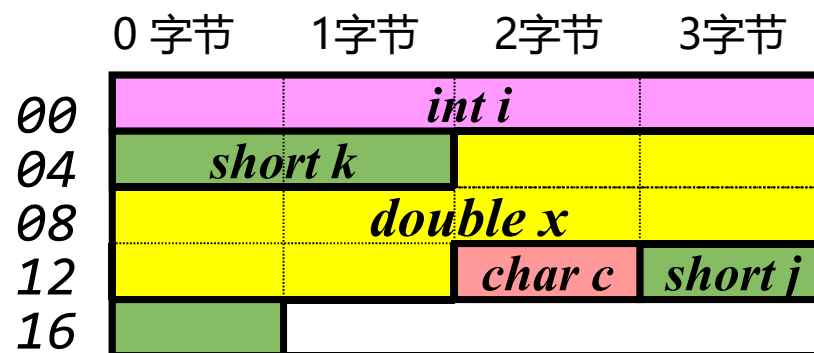 0 字节 1字节 2字节 3字节
00 int i
04 short k
08 double x
12 char c short j
16